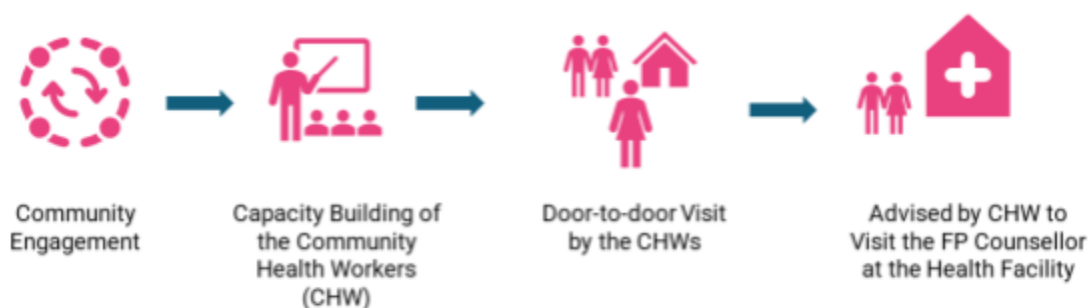 Community
Engagement
Capacity Building of
the Community
Health Workers
(CHW)
Door-to-door Visit
by the CHWs
Advised by CHW to
Visit the FP Counsellor
at the Health Facility